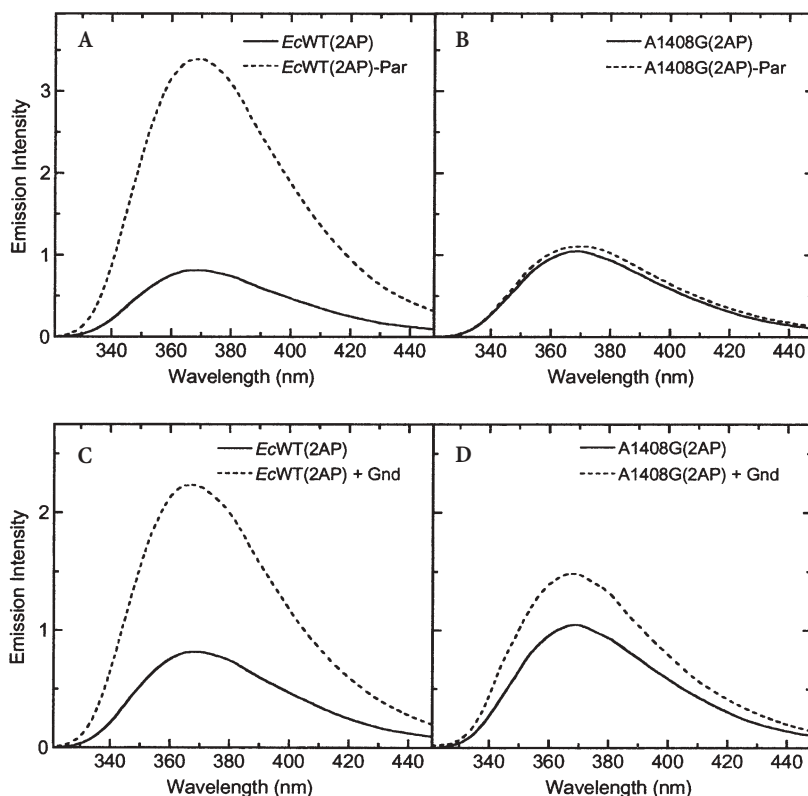 A
EcWT(2AP)
EcWT(2AP)-Par
B
A1408G(2AP)
A1408G(2AP)-Par
Emission Intensity
3
2
1
0
340 360 380 400 420 440
Wavelength (nm)
340 360 380 400 420 440
Wavelength (nm)
C
EcWT(2AP)
EcWT(2AP) + Gnd
D
A1408G(2AP)
A1408G(2AP) + Gnd
Emission Intensity
2
1
0
340 360 380 400 420 440
Wavelength (nm)
340 360 380 400 420 440
Wavelength (nm)